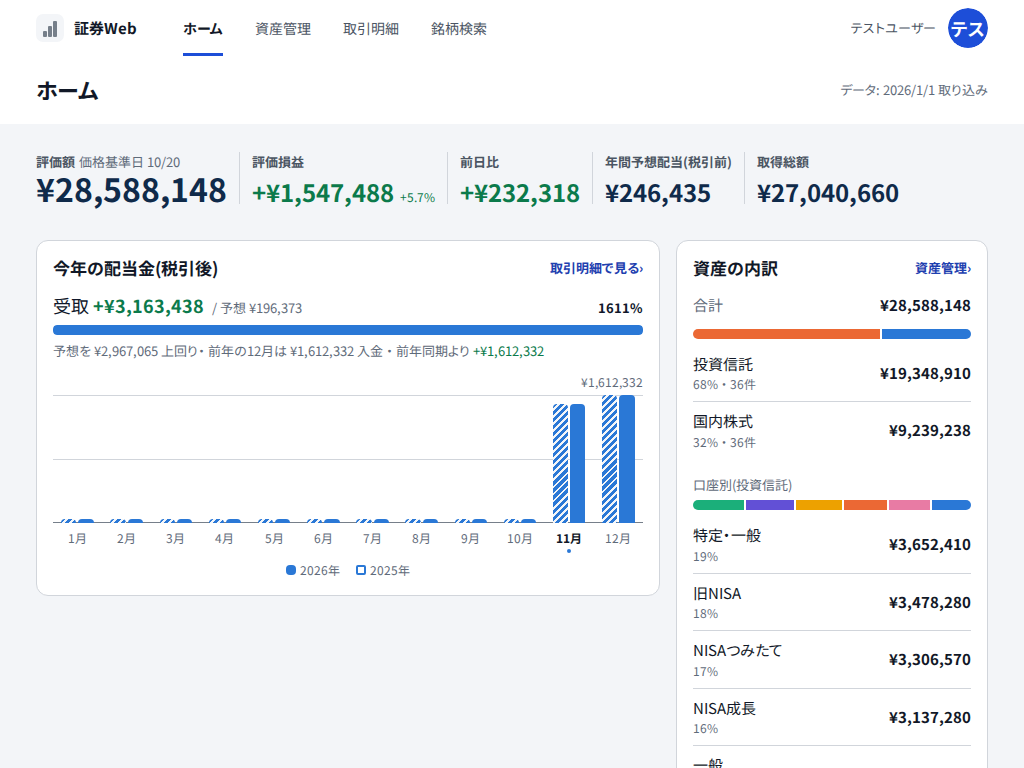 証券Web ホーム 資産管理 取引明細 銘柄検索 テストユーザー テス
ホーム データ: 2026/1/1 取り込み
評価額 価格基準日 10/20
¥28,588,148
評価損益
+¥1,547,488 +5.7%
前日比
+¥232,318
年間予想配当(税引前)
¥246,435
取得総額
¥27,040,660
今年の配当金(税引後) 取引明細で見る›
受取 +¥3,163,438 / 予想 ¥196,373 1611%
予想を ¥2,967,065 上回り・前年の12月は ¥1,612,332 入金・前年同期より +¥1,612,332
¥1,612,332
1月 2月 3月 4月 5月 6月 7月 8月 9月 10月 11月 12月
2026年 2025年
資産の内訳 資産管理›
合計 ¥28,588,148
投資信託 ¥19,348,910
68%・36件
国内株式 ¥9,239,238
32%・36件
口座別(投資信託)
特定・一般 ¥3,652,410
19%
旧NISA ¥3,478,280
18%
NISAつみたて ¥3,306,570
17%
NISA成長 ¥3,137,280
16%
一般